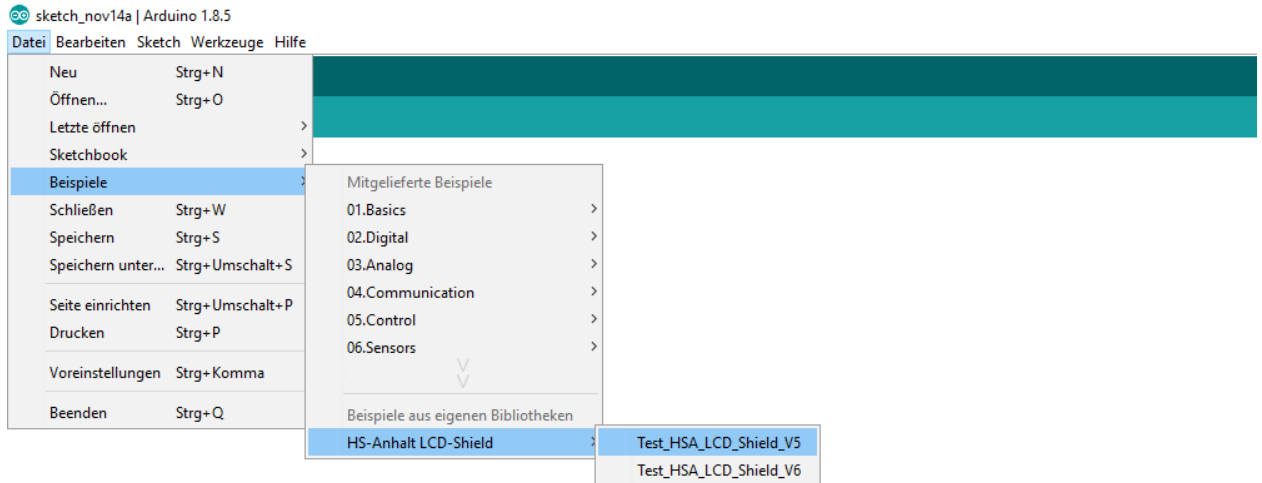 sketch_nov14a | Arduino 1.8.5
Datei Bearbeiten Sketch Werkzeuge Hilfe
Neu Strg+N
Öffnen... Strg+O
Letzte öffnen
Sketchbook
Beispiele
Schließen Strg+W
Speichern Strg+S
Speichern unter... Strg+Umschalt+S
Seite einrichten Strg+Umschalt+P
Drucken Strg+P
Voreinstellungen Strg+Komma
Beenden Strg+Q
Mitgelieferte Beispiele
01.Basics
02.Digital
03.Analog
04.Communication
05.Control
06.Sensors
Beispiele aus eigenen Bibliotheken
HS-Anhalt LCD-Shield
Test_HSA_LCD_Shield_V5
Test_HSA_LCD_Shield_V6